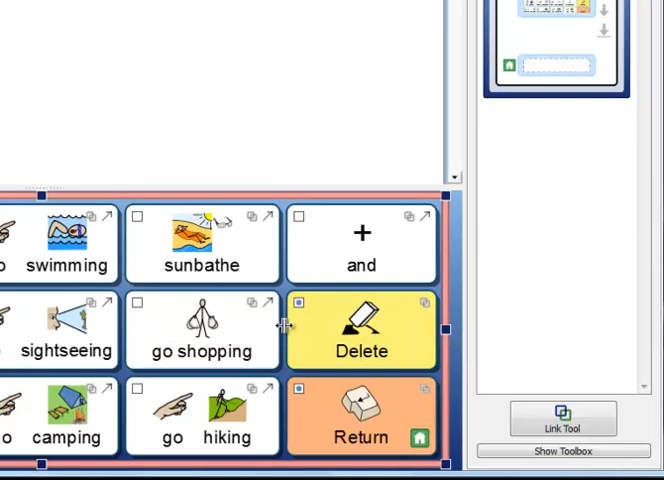 o swimming
sunbathe
+
and
sightseeing
go shopping
Delete
o camping
go hiking
Return
Link Tool
Show Toolbox